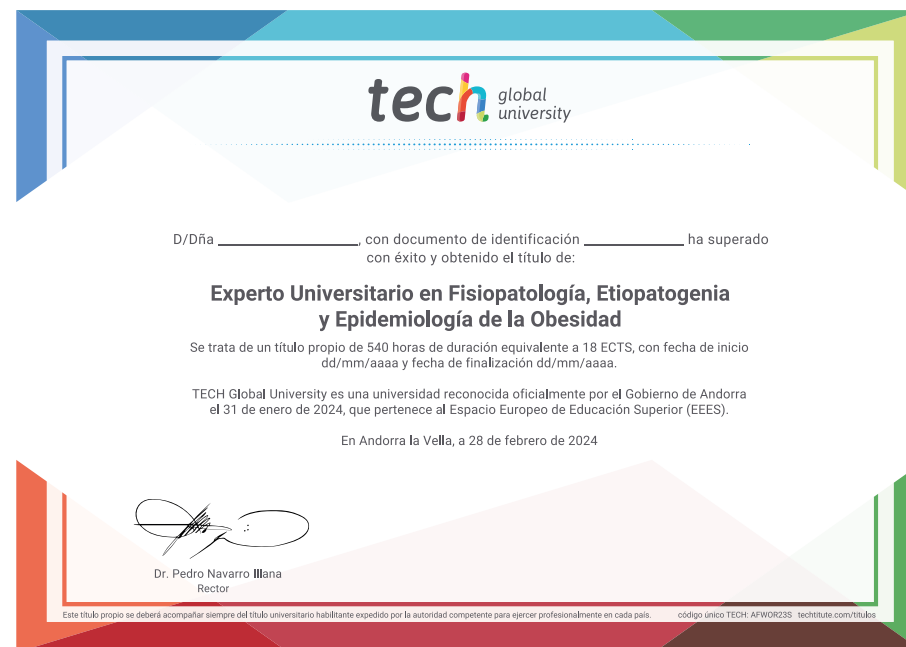 tech global university
D/Dña ____________________, con documento de identificación ______________ ha superado
con éxito y obtenido el título de:
Experto Universitario en Fisiopatología, Etiopatogenia
y Epidemiología de la Obesidad
Se trata de un título propio de 540 horas de duración equivalente a 18 ECTS, con fecha de inicio
dd/mm/aaaa y fecha de finalización dd/mm/aaaa.
TECH Global University es una universidad reconocida oficialmente por el Gobierno de Andorra
el 31 de enero de 2024, que pertenece al Espacio Europeo de Educación Superior (EEES).
En Andorra la Vella, a 28 de febrero de 2024
Dr. Pedro Navarro Illana
Rector
Este título propio se deberá acompañar siempre del título universitario habilitante expedido por la autoridad competente para ejercer profesionalmente en cada país. código único TECH: AFWOR23S techtitute.com/titulos